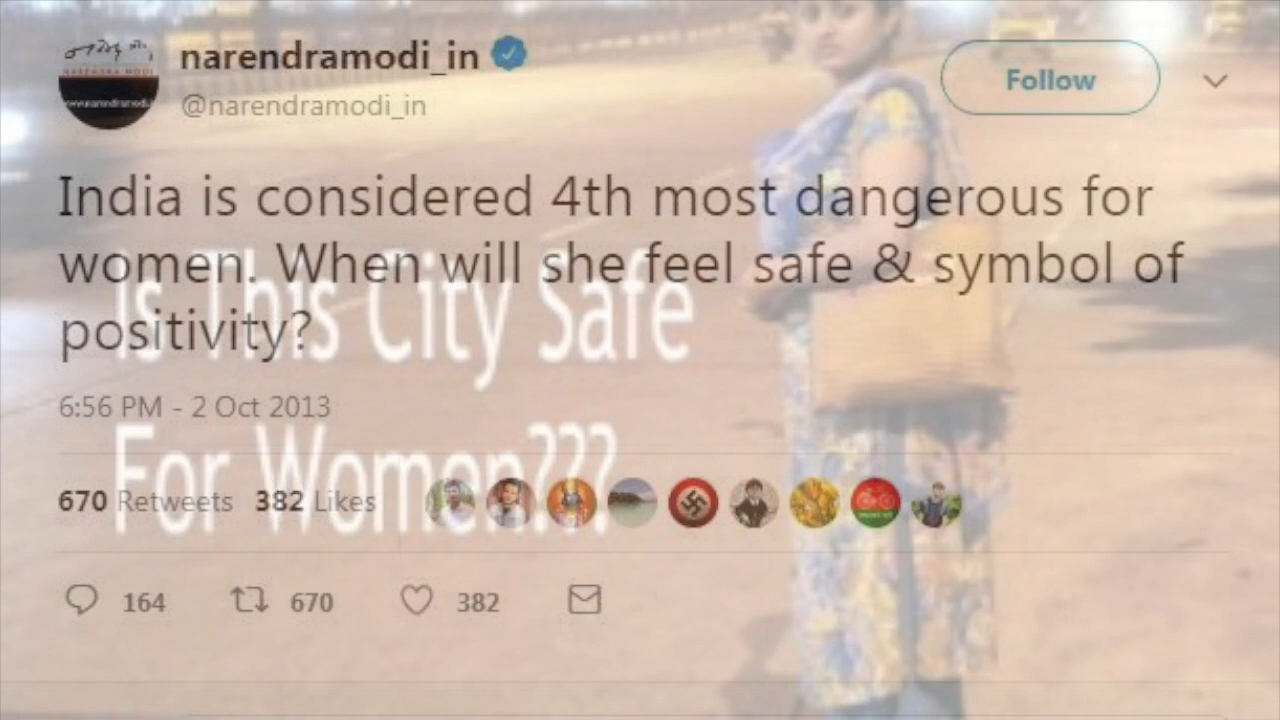 narendramodi_in
@narendramodi_in
Follow
India is considered 4th most dangerous for
women. When will she feel safe & symbol of
positivity?
6:56 PM - 2 Oct 2013
670 Retweets 382 Likes
164 670 382
Is This City Safe
For Women???